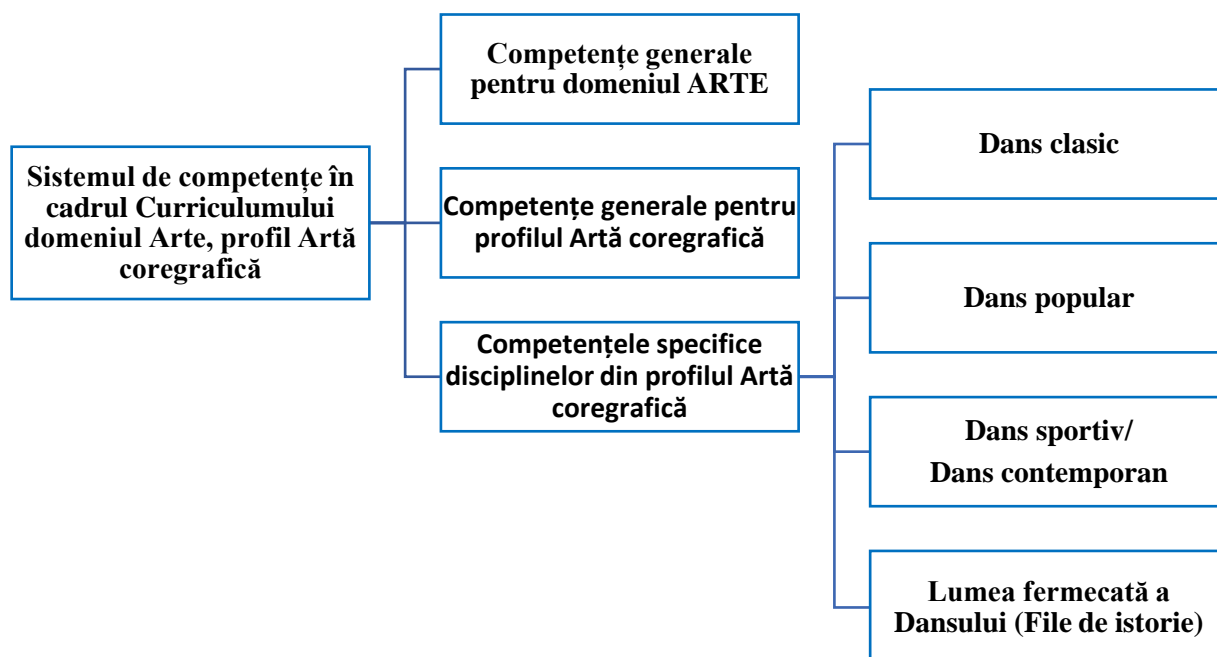 Sistemul de competențe în
cadrul Curriculumului
domeniul Arte, profil Artă
coregrafică
Competențe generale
pentru domeniul ARTE
Competențe generale pentru
profilul Artă coregrafică
Competențele specifice
disciplinelor din profilul Artă
coregrafică
Dans clasic
Dans popular
Dans sportiv/
Dans contemporan
Lumea fermecată a
Dansului (File de istorie)